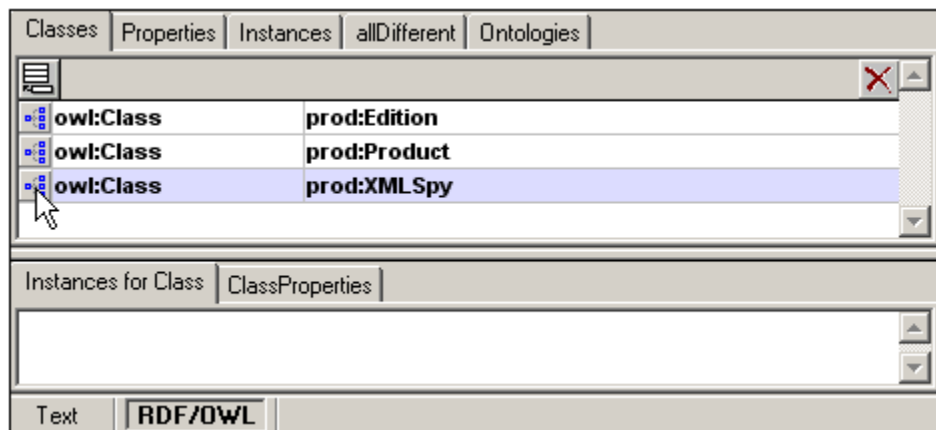 Classes Properties Instances allDifferent Ontologies
owl:Class prod:Edition
owl:Class prod:Product
owl:Class prod:XMLSpy
Instances for Class ClassProperties
Text RDF/OWL